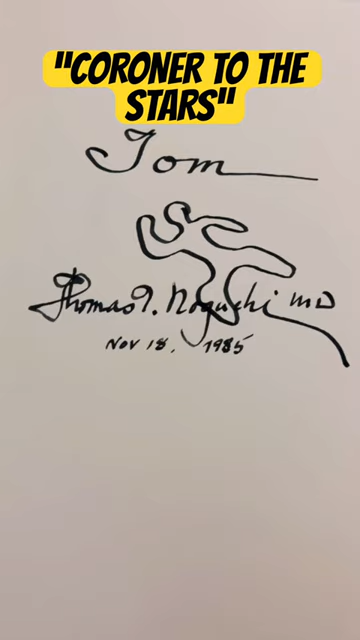 "CORONER TO THE
STARS"
Tom
Thomas T. Noguchi MD
Nov 18, 1985